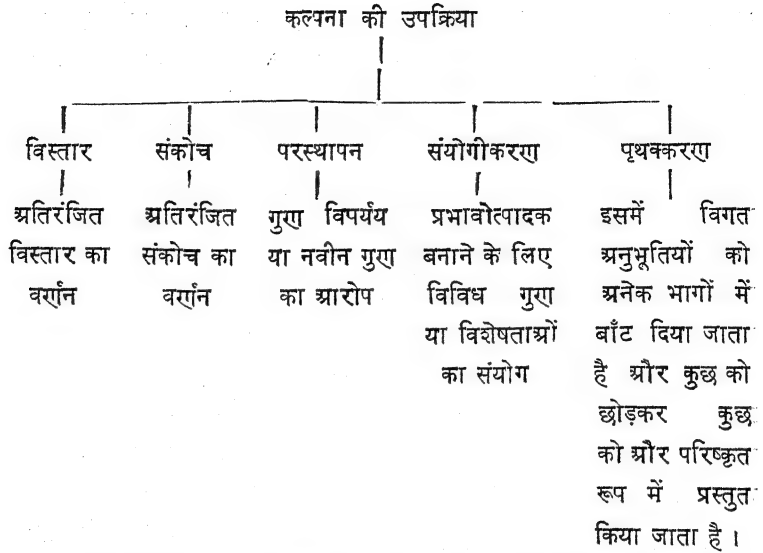 कल्पना की उपक्रिया
विस्तार
संकोच
परस्थापन
संयोगीकरण
पृथक्करण
अतिरंजित
विस्तार का
वर्णन
अतिरंजित
संकोच का
वर्णन
गुण विपर्यय
या नवीन गुण
का आरोप
प्रभावोत्पादक
बनाने के लिए
विविध गुण
या विशेषताओं
का संयोग
इसमें विगत
अनुभूतियों को
अनेक भागों में
बाँट दिया जाता
है और कुछ को
छोड़कर कुछ
को और परिष्कृत
रूप में प्रस्तुत
किया जाता है ।